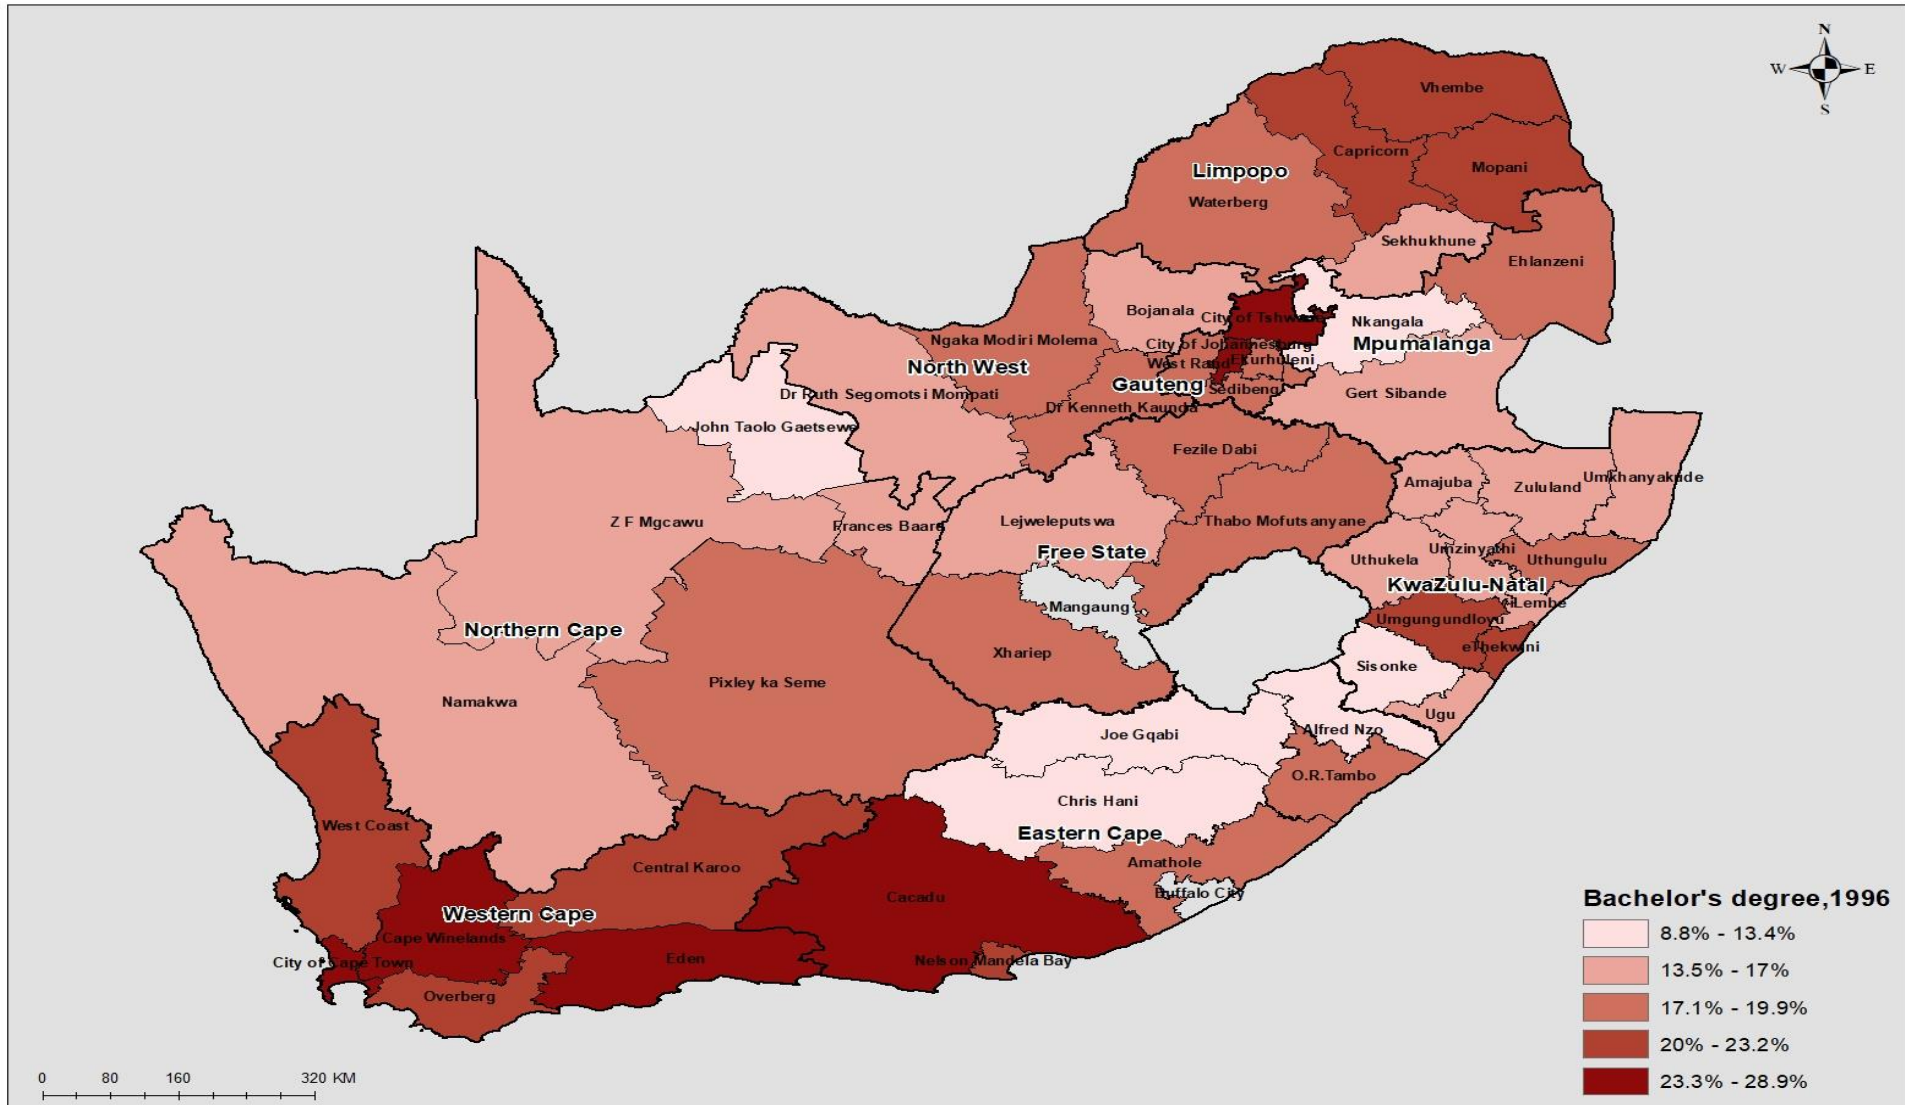 N
W E
S
Vhembe
Capricorn
Mopani
Limpopo
Waterberg
Sekhukhune
Ehlanzeni
Bojanala
City of Tshwane
Nkangala
Ngaka Modiri Molema
City of Johannesburg
Mpumalanga
West Rand
Ekurhuleni
North West
Gauteng
Sedibeng
Gert Sibande
Dr Ruth Segomotsi Mompati
Dr Kenneth Kaunda
John Taolo Gaetsewe
Fezile Dabi
Umkhanyakude
Amajuba
Zululand
Z F Mgcawu
Frances Baard
Lejweleputswa
Thabo Mofutsanyane
Free State
Umzinyathi
Uthukela
Uthungulu
KwaZulu-Natal
Mangaung
iLembe
Umgungundlovu
Northern Cape
eThekwini
Xhariep
Sisonke
Pixley ka Seme
Namakwa
Ugu
Alfred Nzo
Joe Gqabi
O.R.Tambo
Chris Hani
West Coast
Eastern Cape
Amathole
Central Karoo
Buffalo City
Cacadu
Western Cape
Cape Winelands
City of Cape Town
Eden
Nelson Mandela Bay
Overberg
Bachelor's degree,1996
8.8% - 13.4%
13.5% - 17%
17.1% - 19.9%
20% - 23.2%
23.3% - 28.9%
0 80 160 320 KM